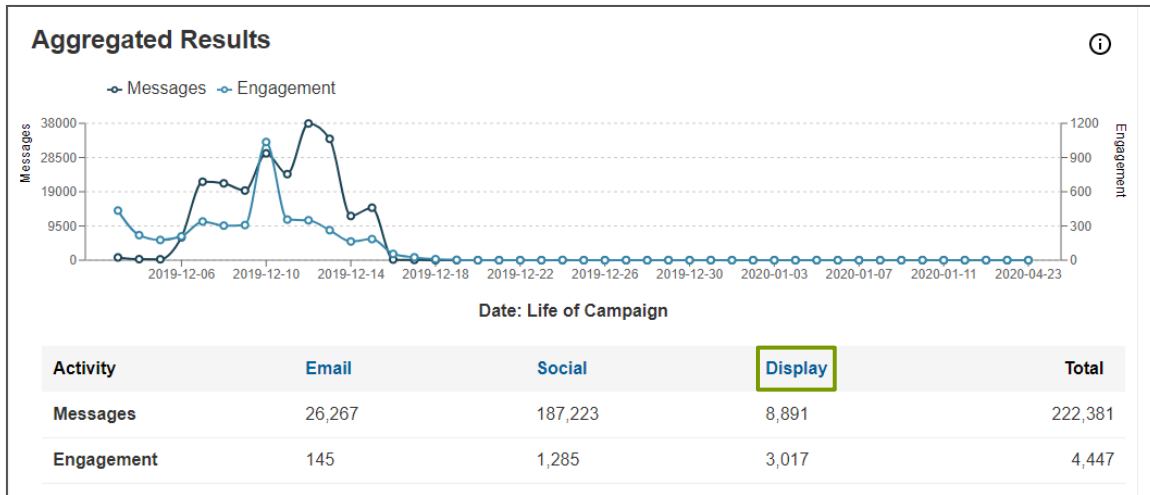 Aggregated Results
Messages Engagement
Messages
38000
28500
19000
9500
0
1200
900
600
300
0
Engagement
2019-12-06 2019-12-10 2019-12-14 2019-12-18 2019-12-22 2019-12-26 2019-12-30 2020-01-03 2020-01-07 2020-01-11 2020-04-23
Date: Life of Campaign
Activity Email Social Display Total
Messages 26,267 187,223 8,891 222,381
Engagement 145 1,285 3,017 4,447